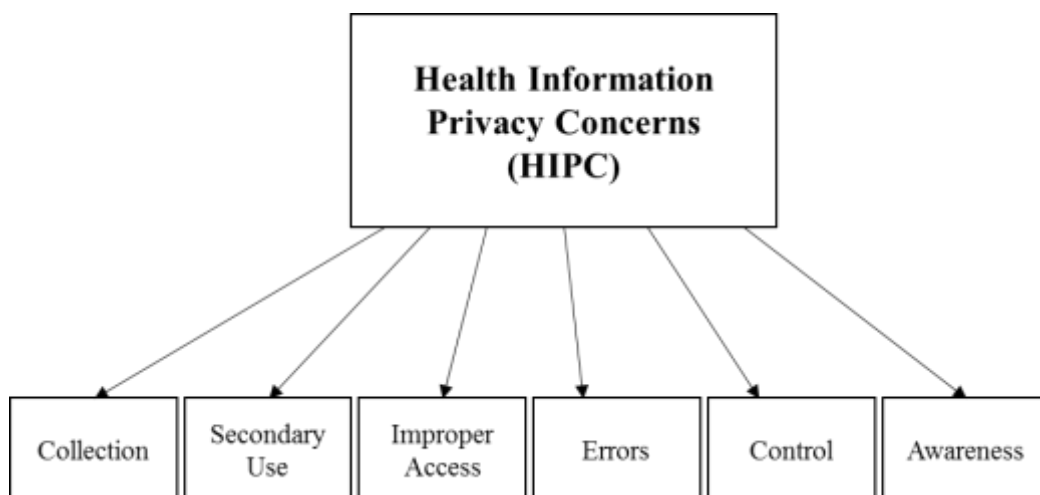 Health Information
Privacy Concerns
(HIPC)
Collection
Secondary
Use
Improper
Access
Errors
Control
Awareness